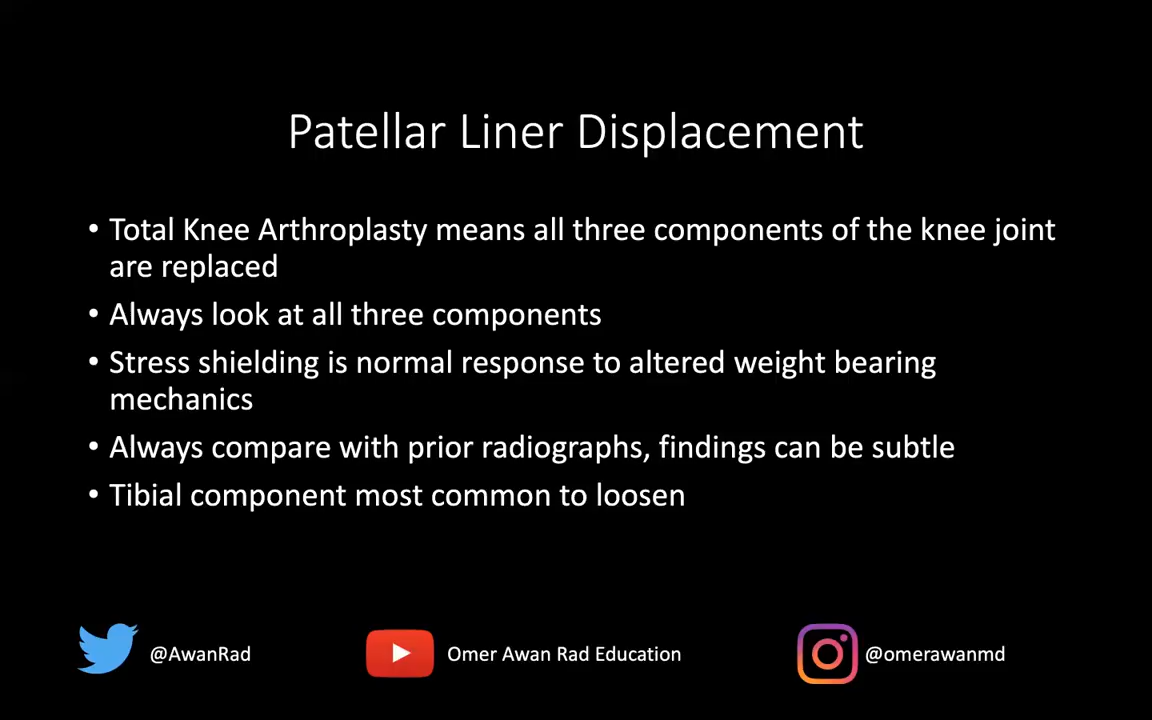 Patellar Liner Displacement
• Total Knee Arthroplasty means all three components of the knee joint
are replaced
• Always look at all three components
• Stress shielding is normal response to altered weight bearing
mechanics
• Always compare with prior radiographs, findings can be subtle
• Tibial component most common to loosen
@AwanRad
Omer Awan Rad Education
@omerawanmd